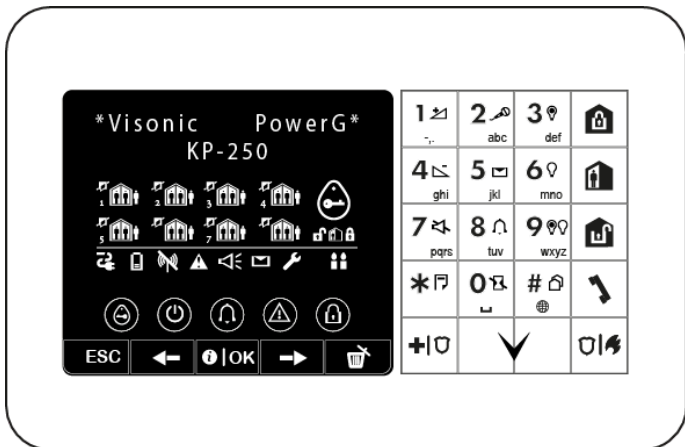 *Visonic PowerG*
KP-250
1 2 3 4
5 7
ESC OK
1 2 abc 3 def
4 ghi 5 jkl 6 mno
7 pqrs 8 tuv 9 wxyz
* 0 #
+|